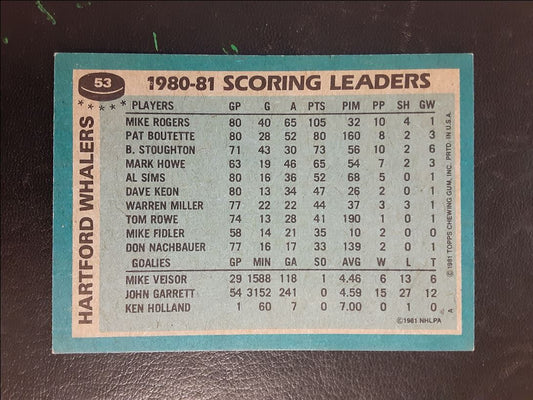 53
1980-81 SCORING LEADERS
HARTFORD WHALERS
PLAYERS GP G A PTS PIM PP SH GW
MIKE ROGERS 80 40 65 105 32 10 4 1
PAT BOUTETTE 80 28 52 80 160 8 2 3
B. STOUGHTON 71 43 30 73 56 10 2 6
MARK HOWE 63 19 46 65 54 7 2 3
AL SIMS 80 16 36 52 68 5 0 1
DAVE KEON 80 13 34 47 26 2 0 1
WARREN MILLER 77 22 22 44 37 3 0 1
TOM ROWE 74 13 28 41 190 1 0 1
MIKE FIDLER 58 14 21 35 10 0 0 0
DON NACHBAUER 77 16 17 33 139 2 0 1
GOALIES GP MIN GA SO AVG W L T
MIKE VEISOR 29 1588 118 1 4.46 6 13 6
JOHN GARRETT 54 3152 241 0 4.59 15 27 12
KEN HOLLAND 1 60 7 0 7.00 0 1 0
©1981 NHLPA
A
©1981 TOPPS CHEWING GUM, INC. PRTD. IN U.S.A.